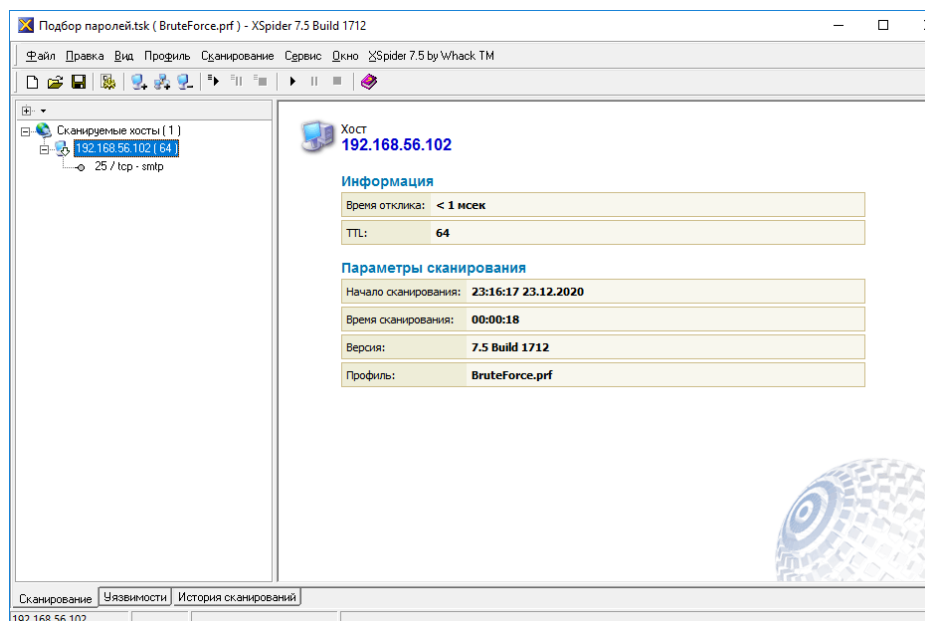 Подбор паролей.tsk ( BruteForce.prf ) - XSpider 7.5 Build 1712
Файл Правка Вид Профиль Сканирование Сервис Окно XSpider 7.5 by Whack TM
Сканируемые хосты ( 1 )
192.168.56.102 ( 64 )
25 / tcp - smtp
Хост
192.168.56.102
Информация
Время отклика: < 1 мсек
TTL: 64
Параметры сканирования
Начало сканирования: 23:16:17 23.12.2020
Время сканирования: 00:00:18
Версия: 7.5 Build 1712
Профиль: BruteForce.prf
Сканирование Уязвимости История сканирований
192.168.56.102